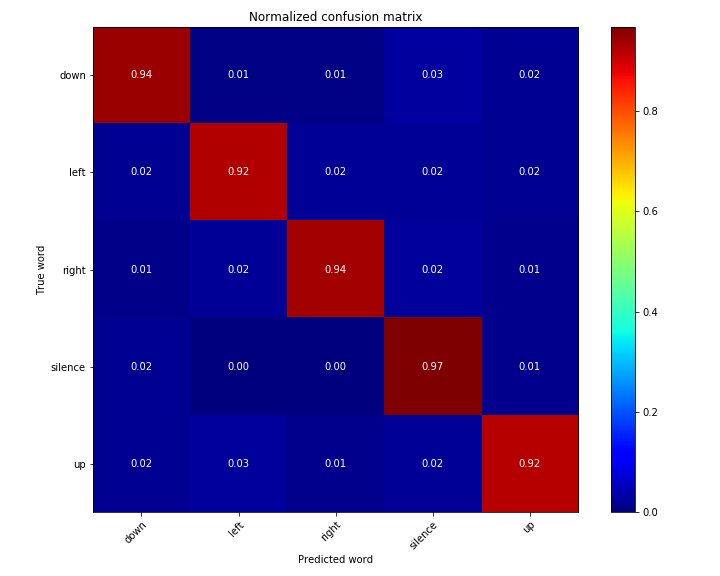 Normalized confusion matrix
True word
down 0.94 0.01 0.01 0.03 0.02
left 0.02 0.92 0.02 0.02 0.02
right 0.01 0.02 0.94 0.02 0.01
silence 0.02 0.00 0.00 0.97 0.01
up 0.02 0.03 0.01 0.02 0.92
down left right silence up
Predicted word
0.8
0.6
0.4
0.2
0.0